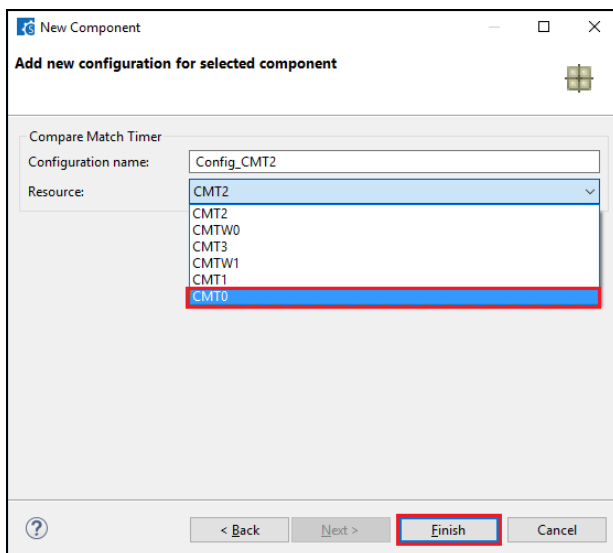 New Component
Add new configuration for selected component
Compare Match Timer
Configuration name: Config_CMT2
Resource: CMT2
CMT2
CMTW0
CMT3
CMTW1
CMT1
CMT0
? < Back Next > Finish Cancel